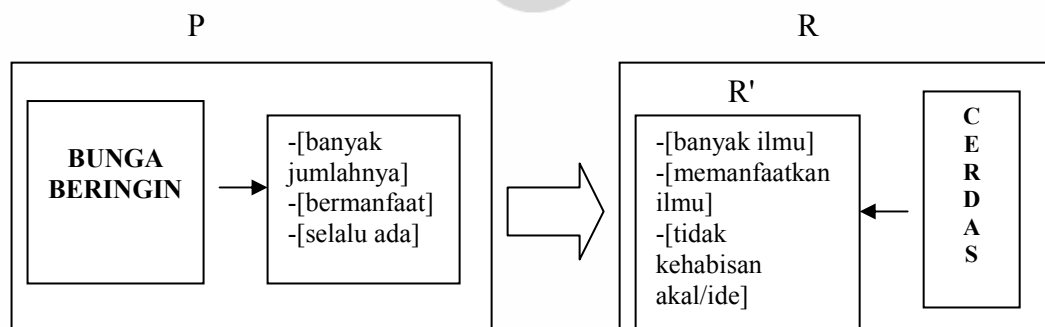 P
R
BUNGA
BERINGIN
-[banyak
jumlahnya]
-[bermanfaat]
-[selalu ada]
R'
-[banyak ilmu]
-[memanfaatkan
ilmu]
-[tidak
kehabisan
akal/ide]
C
E
R
D
A
S